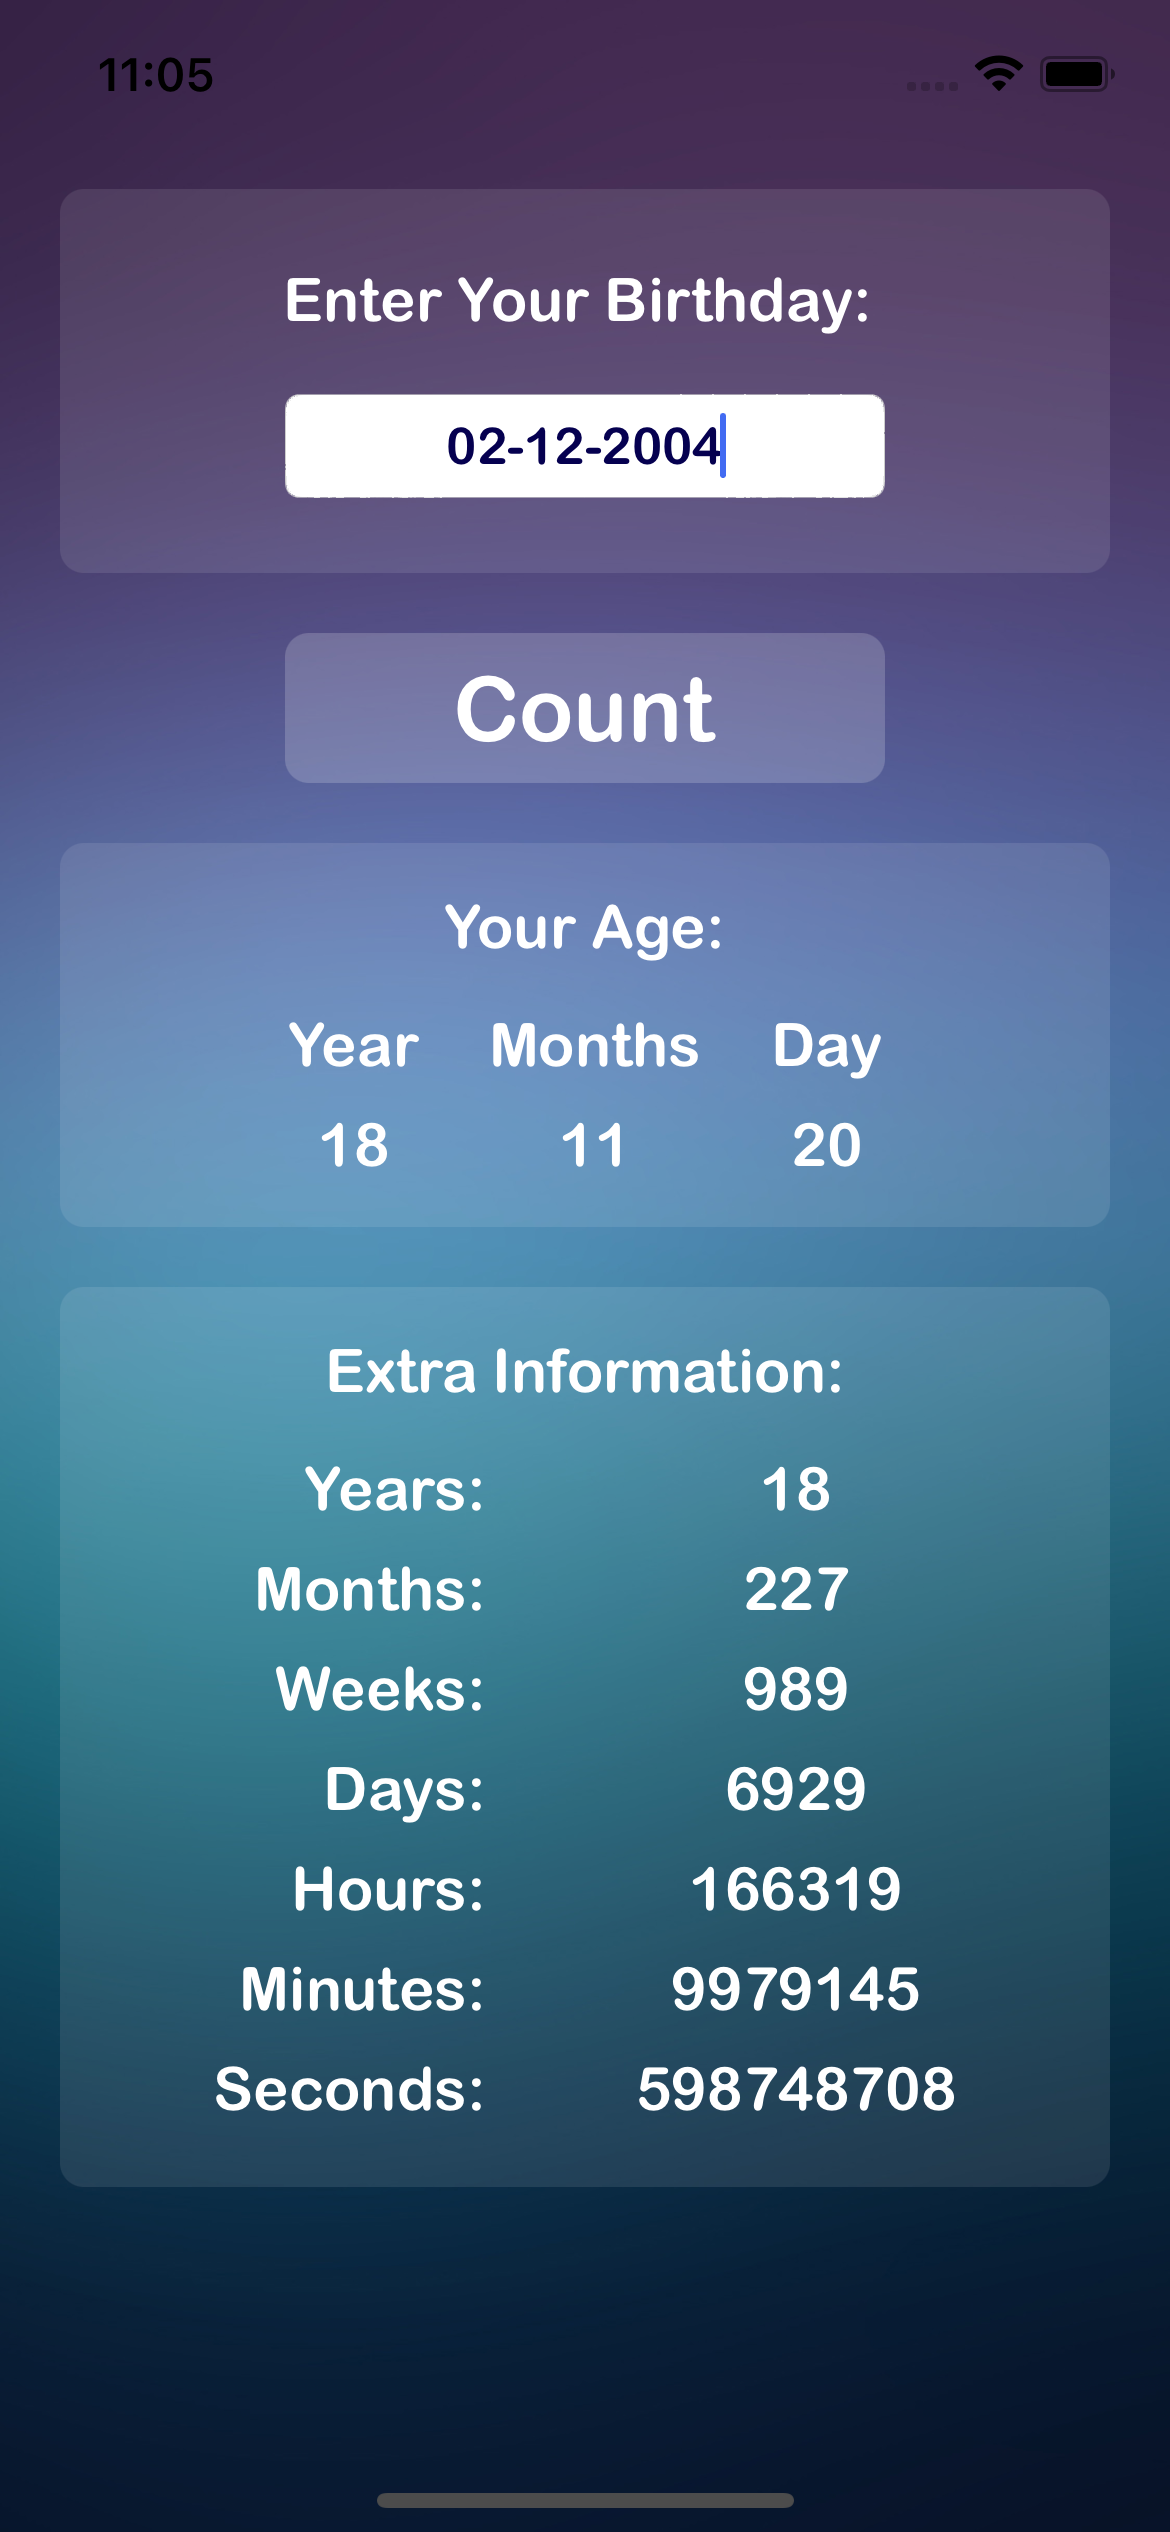 11:05
Enter Your Birthday:
02-12-2004
Count
Your Age:
Year Months Day
18 11 20
Extra Information:
Years: 18
Months: 227
Weeks: 989
Days: 6929
Hours: 166319
Minutes: 9979145
Seconds: 598748708